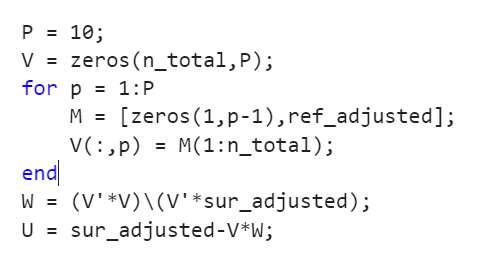 P = 10;
V = zeros(n_total,P);
for p = 1:P
    M = [zeros(1,p-1),ref_adjusted];
    V(:,p) = M(1:n_total);
end
W = (V'*V)\(V'*sur_adjusted);
U = sur_adjusted-V*W;